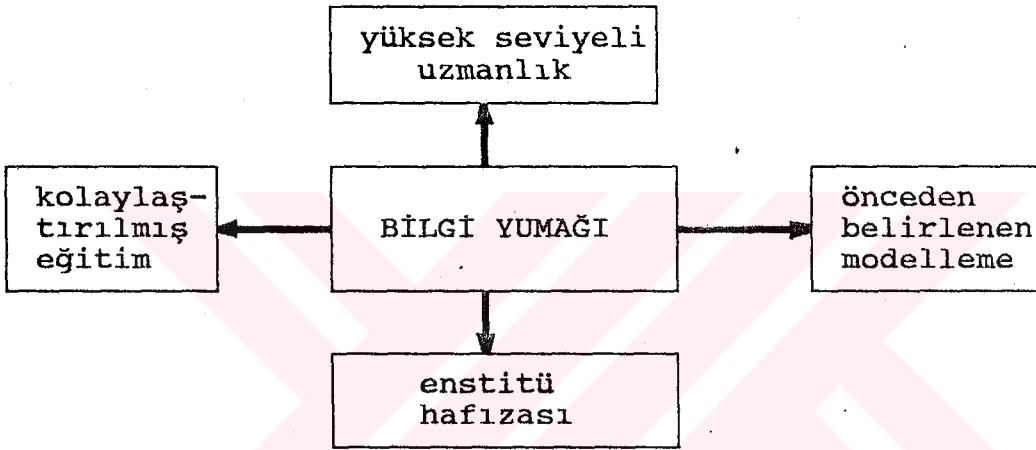 yüksek seviyeli
uzmanlık
kolaylaş-
tırılmış
eğitim
BİLGİ YUMAĞI
önceden
belirlenen
modelleme
enstitü
hafızası